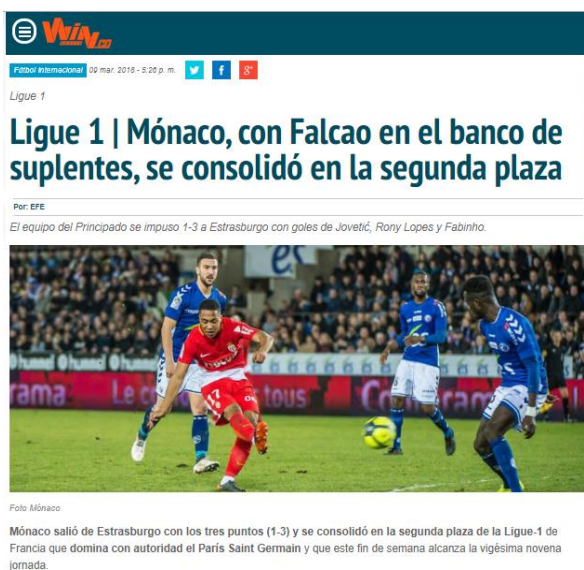 Win.co
Fútbol Internacional 09 mar. 2018 - 5:26 p. m.
Ligue 1
Ligue 1 | Mónaco, con Falcao en el banco de
suplentes, se consolidó en la segunda plaza
Por: EFE
El equipo del Principado se impuso 1-3 a Estrasburgo con goles de Jovetić, Rony Lopes y Fabinho.
hummel hummel
17
Foto Mónaco
Mónaco salió de Estrasburgo con los tres puntos (1-3) y se consolidó en la segunda plaza de la Ligue-1 de
Francia que domina con autoridad el París Saint Germain y que este fin de semana alcanza la vigésima novena
jornada.